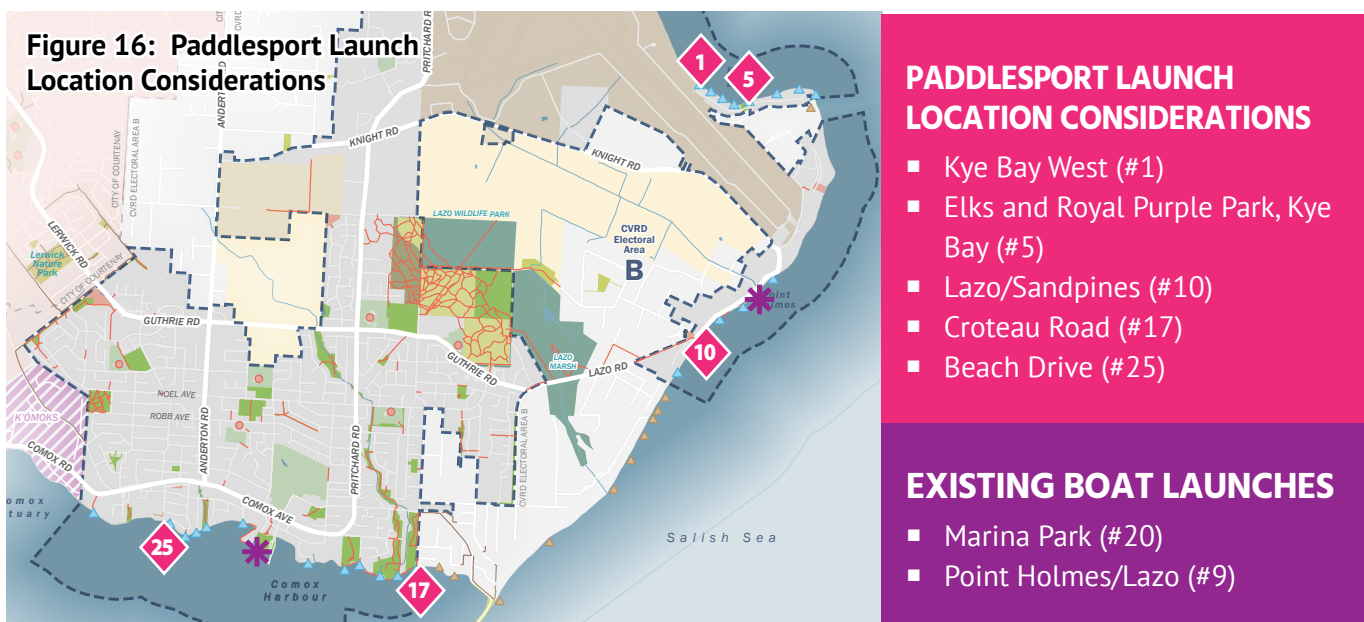 Figure 16: Paddlesport Launch
Location Considerations
PRITCHARD R
CITY OF COURTENAY
CVRD ELECTORAL AREA B
KNIGHT RD
KNIGHT RD
1
5
LERWICK RD
Lerwick
Nature
Park
CITY OF COURTENAY
LAZO WILDLIFE PARK
CVRD
Electoral
Area
B
GUTHRIE RD
GUTHRIE RD
LAZO
MARSH
LAZO RD
10
K'ÓMOKS
NOEL AVE
ROBB AVE
ANDERTON RD
PRITCHARD RD
CVRD ELECTORAL AREA B
COMOX RD
COMOX AVE
25
17
Comox
Harbour
Salish Sea
PADDLESPORT LAUNCH
LOCATION CONSIDERATIONS
▪ Kye Bay West (#1)
▪ Elks and Royal Purple Park, Kye
Bay (#5)
▪ Lazo/Sandpines (#10)
▪ Croteau Road (#17)
▪ Beach Drive (#25)
EXISTING BOAT LAUNCHES
▪ Marina Park (#20)
▪ Point Holmes/Lazo (#9)